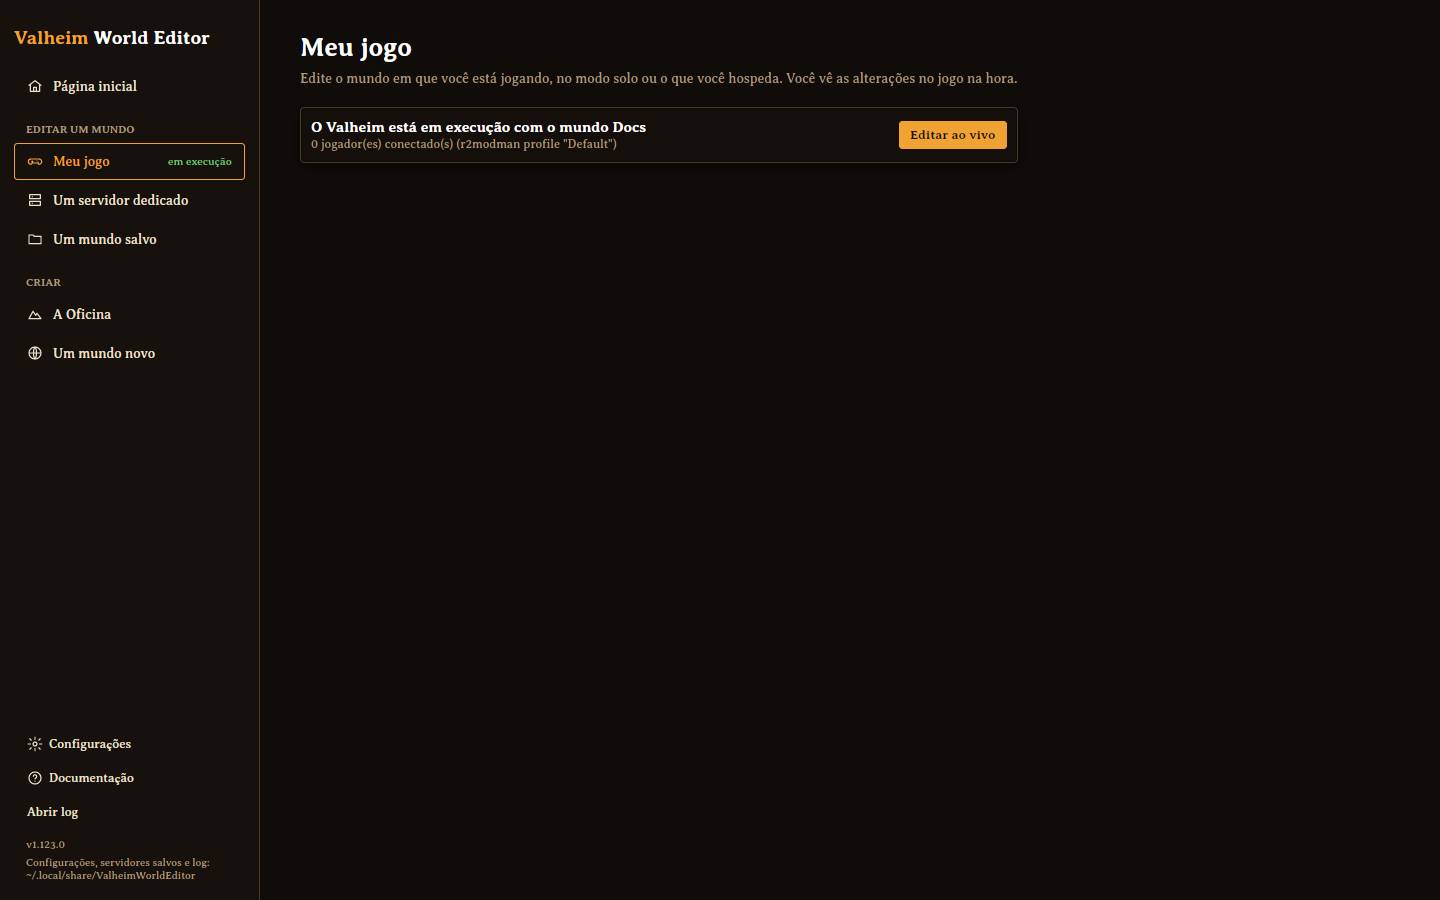 Valheim World Editor
Página inicial
EDITAR UM MUNDO
Meu jogo em execução
Um servidor dedicado
Um mundo salvo
CRIAR
A Oficina
Um mundo novo
Configurações
Documentação
Abrir log
v1.123.0
Configurações, servidores salvos e log:
~/.local/share/ValheimWorldEditor
Meu jogo
Edite o mundo em que você está jogando, no modo solo ou o que você hospeda. Você vê as alterações no jogo na hora.
O Valheim está em execução com o mundo Docs
0 jogador(es) conectado(s) (r2modman profile "Default")
Editar ao vivo